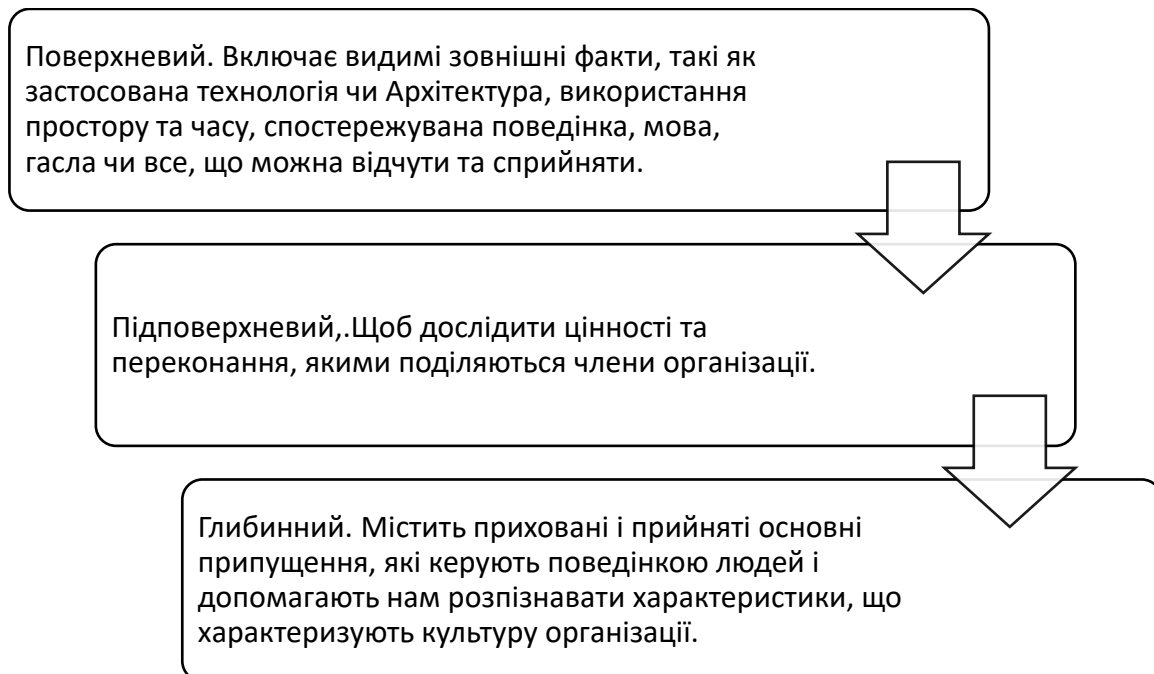 Поверхневий. Включає видимі зовнішні факти, такі як
застосована технологія чи Архітектура, використання
простору та часу, спостережувана поведінка, мова,
гасла чи все, що можна відчути та сприйняти.
Підповерхневий,.Щоб дослідити цінності та
переконання, якими поділяються члени організації.
Глибинний. Містить приховані і прийняті основні
припущення, які керують поведінкою людей і
допомагають нам розпізнавати характеристики, що
характеризують культуру організації.